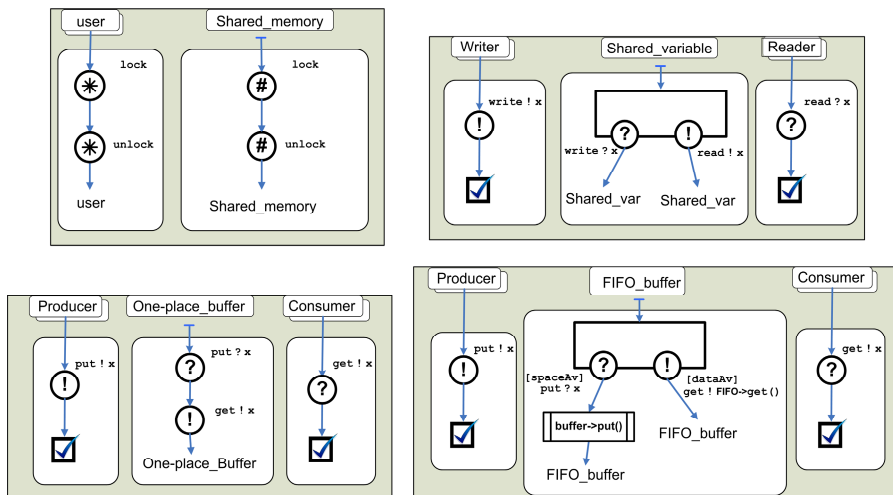 user
Shared_memory
lock
lock
*
#
unlock
unlock
*
#
user
Shared_memory
Writer
Shared_variable
Reader
write ! x
read ? x
!
?
!
?
write ? x
read ! x
Shared_var
Shared_var
Producer
One-place_buffer
Consumer
put ! x
put ? x
get ! x
!
?
?
get ! x
!
One-place_Buffer
Producer
FIFO_buffer
Consumer
put ! x
get ! x
!
?
!
?
[spaceAv]
put ? x
[dataAv]
get ! FIFO->get()
buffer->put()
FIFO_buffer
FIFO_buffer